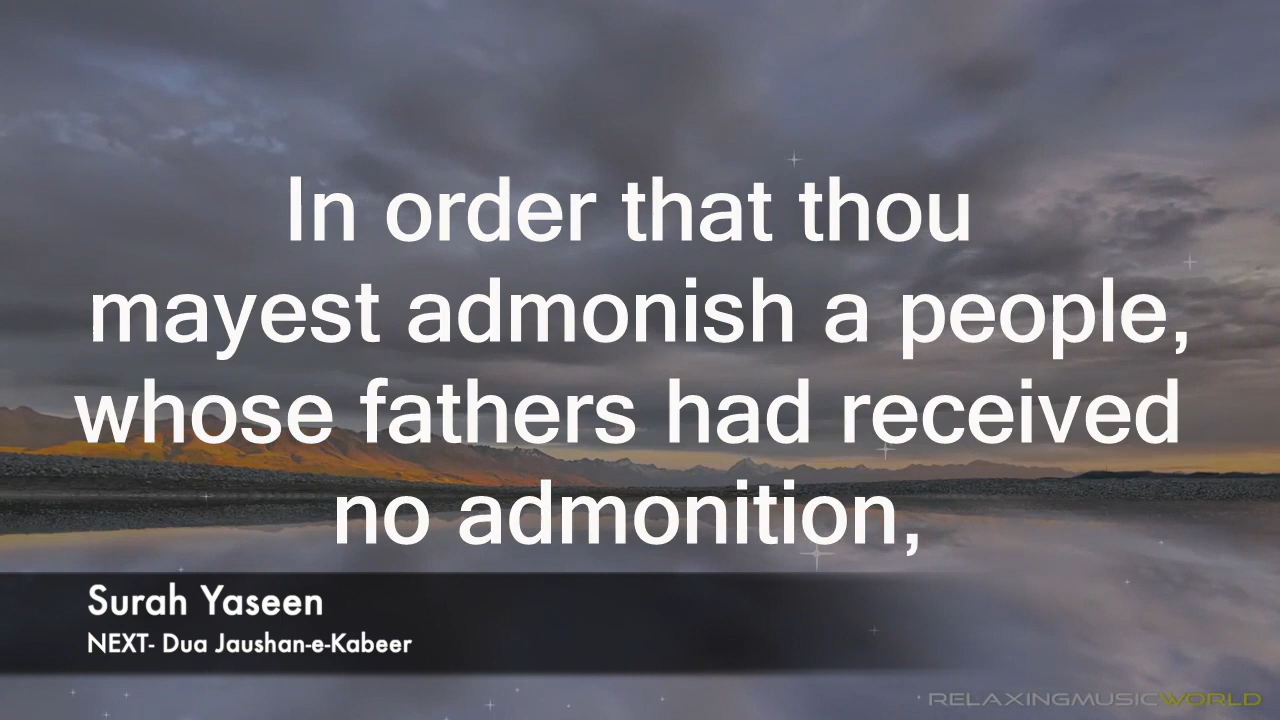 In order that thou
mayest admonish a people,
whose fathers had received
no admonition,
Surah Yaseen
NEXT- Dua Jaushan-e-Kabeer
RELAXINGMUSICWORLD